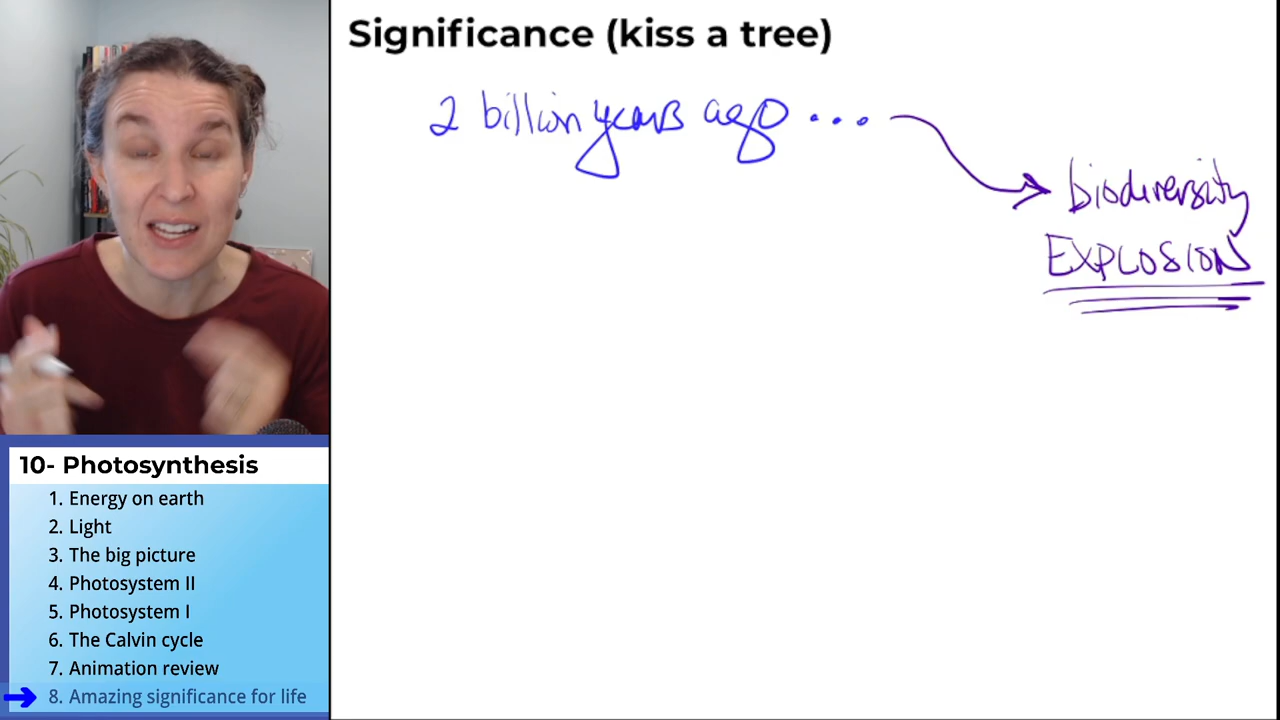 Significance (kiss a tree)
2 billion years ago ...
biodiversity
EXPLOSION
10- Photosynthesis
1. Energy on earth
2. Light
3. The big picture
4. Photosystem II
5. Photosystem I
6. The Calvin cycle
7. Animation review
8. Amazing significance for life